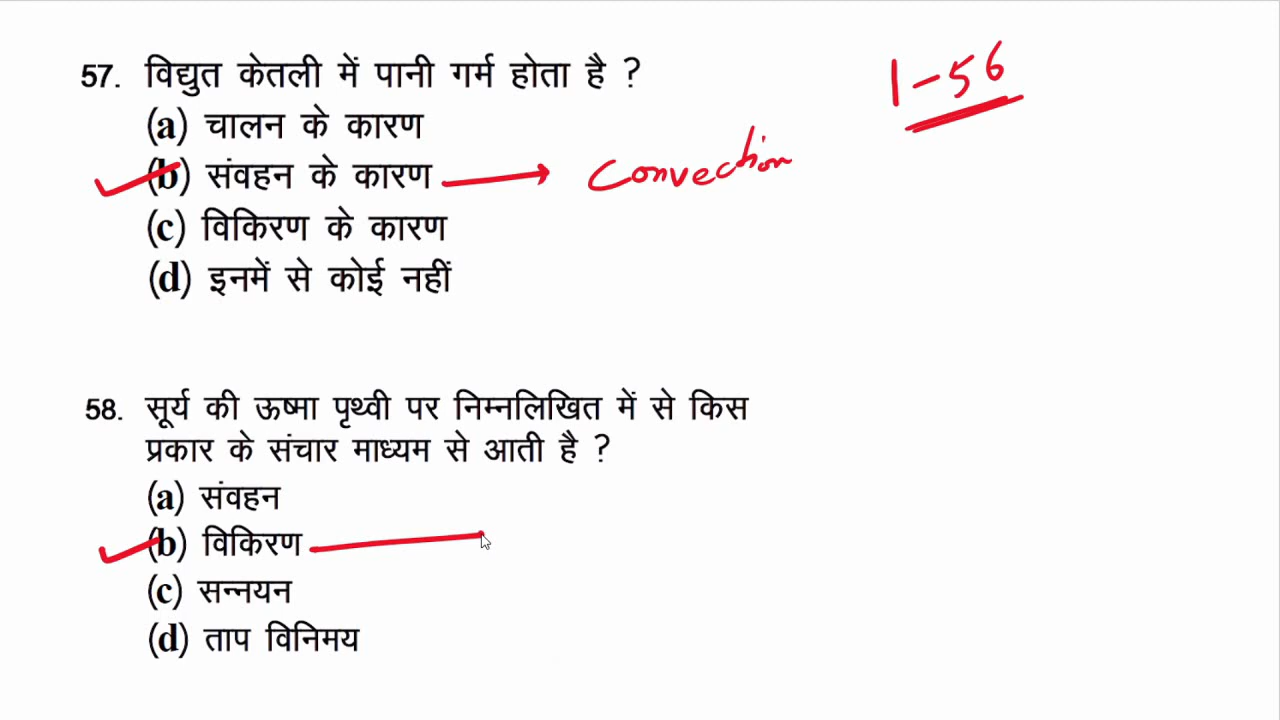 57. विद्युत केतली में पानी गर्म होता है ?
1-56
(a) चालन के कारण
(b) संवहन के कारण
Convection
(c) विकिरण के कारण
(d) इनमें से कोई नहीं
58. सूर्य की ऊष्मा पृथ्वी पर निम्नलिखित में से किस
प्रकार के संचार माध्यम से आती है ?
(a) संवहन
(b) विकिरण
(c) सन्नयन
(d) ताप विनिमय